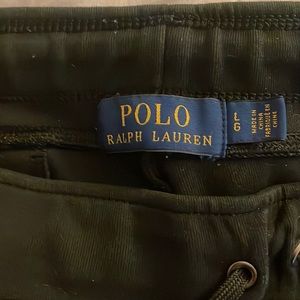 POLO
RALPH LAUREN
L
G
MADE IN
CHINA
FABRIQUÉ EN
CHINE